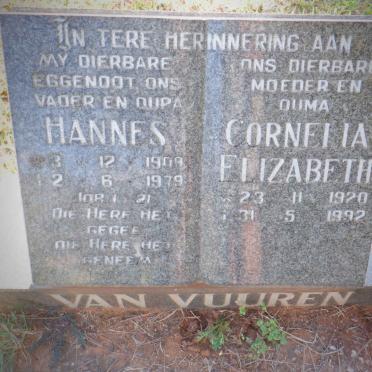 IN TERE HERINNERING AAN
MY DIERBARE
EGGENOOT ONS
VADER EN OUPA
HANNES
3 12 1909
2 6 1979
JOB 1 21
DIE HERE HET
GEGEE
DIE HERE HET
GENEEM
ONS DIERBARE
MOEDER EN
OUMA
CORNELIA
ELIZABETH
23 11 1920
31 5 1992
VAN VUUREN